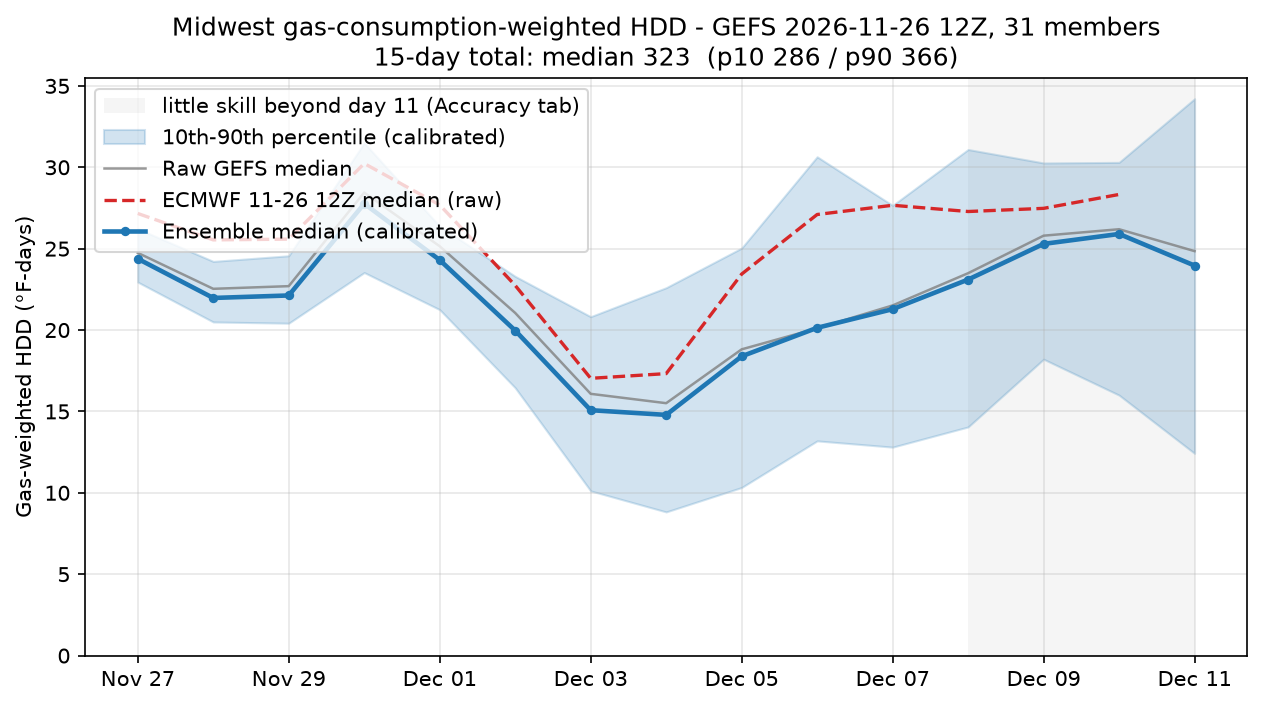 Midwest gas-consumption-weighted HDD - GEFS 2026-11-26 12Z, 31 members
15-day total: median 323  (p10 286 / p90 366)
35
30
25
20
15
10
5
0
Gas-weighted HDD (°F-days)
little skill beyond day 11 (Accuracy tab)
10th-90th percentile (calibrated)
Raw GEFS median
ECMWF 11-26 12Z median (raw)
Ensemble median (calibrated)
Nov 27
Nov 29
Dec 01
Dec 03
Dec 05
Dec 07
Dec 09
Dec 11